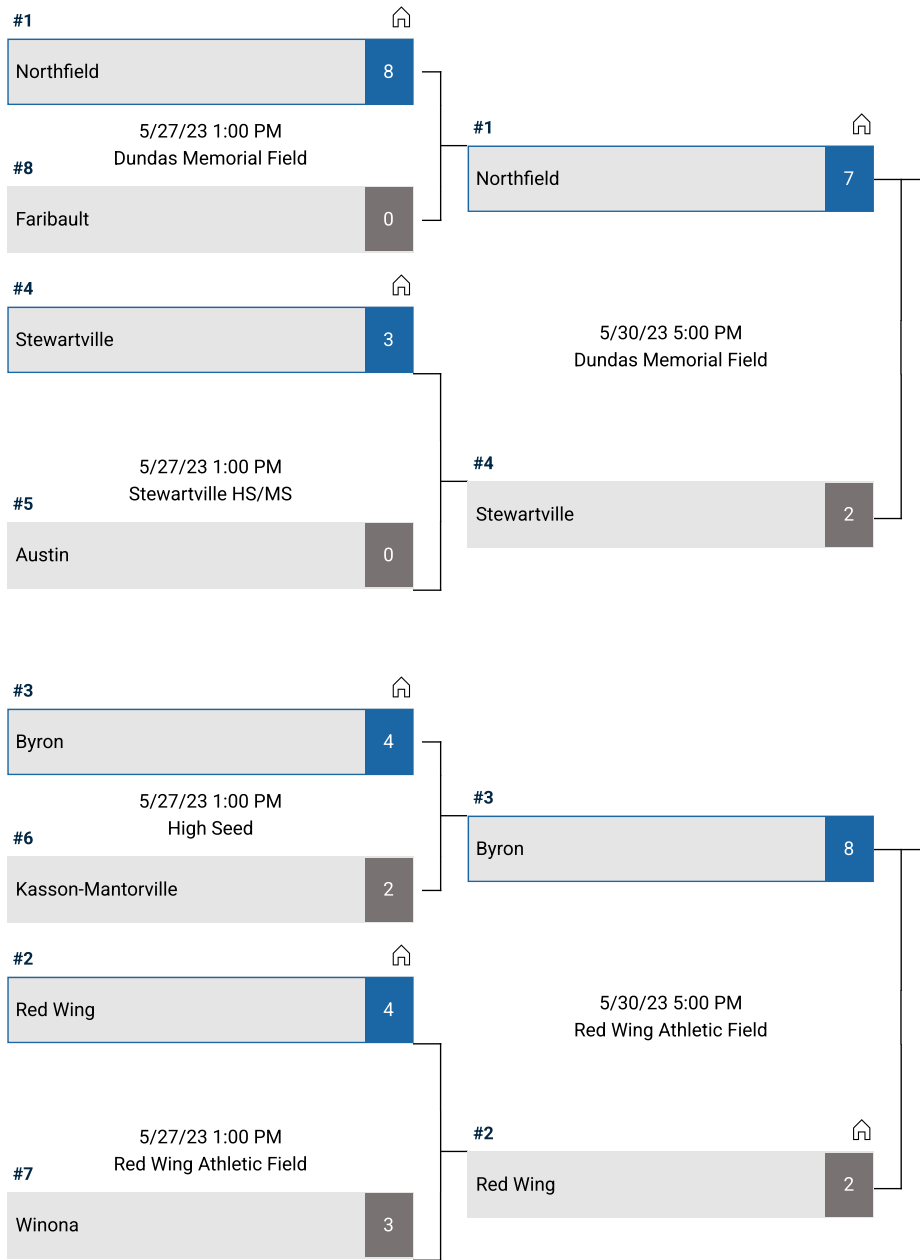 #1
Northfield
8
5/27/23 1:00 PM
Dundas Memorial Field
#8
Faribault
0
#4
Stewartville
3
5/27/23 1:00 PM
Stewartville HS/MS
#5
Austin
0
#3
Byron
4
5/27/23 1:00 PM
High Seed
#6
Kasson-Mantorville
2
#2
Red Wing
4
5/27/23 1:00 PM
Red Wing Athletic Field
#7
Winona
3
#1
Northfield
7
5/30/23 5:00 PM
Dundas Memorial Field
#4
Stewartville
2
#3
Byron
8
5/30/23 5:00 PM
Red Wing Athletic Field
#2
Red Wing
2